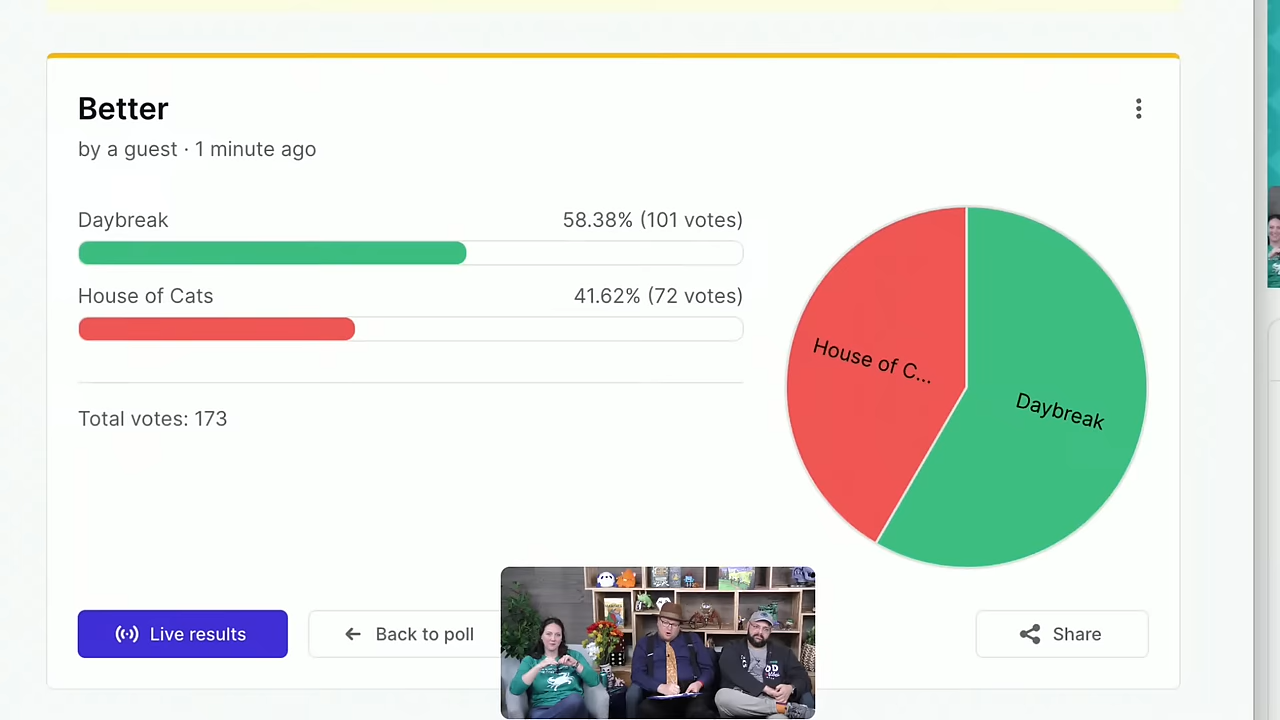 Better
by a guest · 1 minute ago
Daybreak 58.38% (101 votes)
House of Cats 41.62% (72 votes)
Total votes: 173
House of C...
Daybreak
Live results
Back to poll
Share